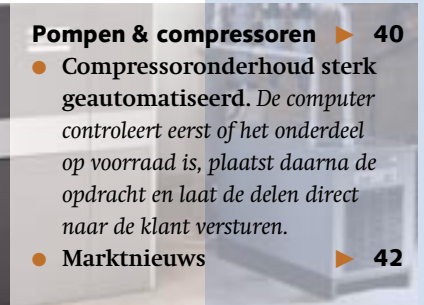 Pompen & compressoren ▶ 40
● Compressoronderhoud sterk
geautomatiseerd. De computer
controleert eerst of het onderdeel
op voorraad is, plaatst daarna de
opdracht en laat de delen direct
naar de klant versturen.
● Marktnieuws ▶ 42